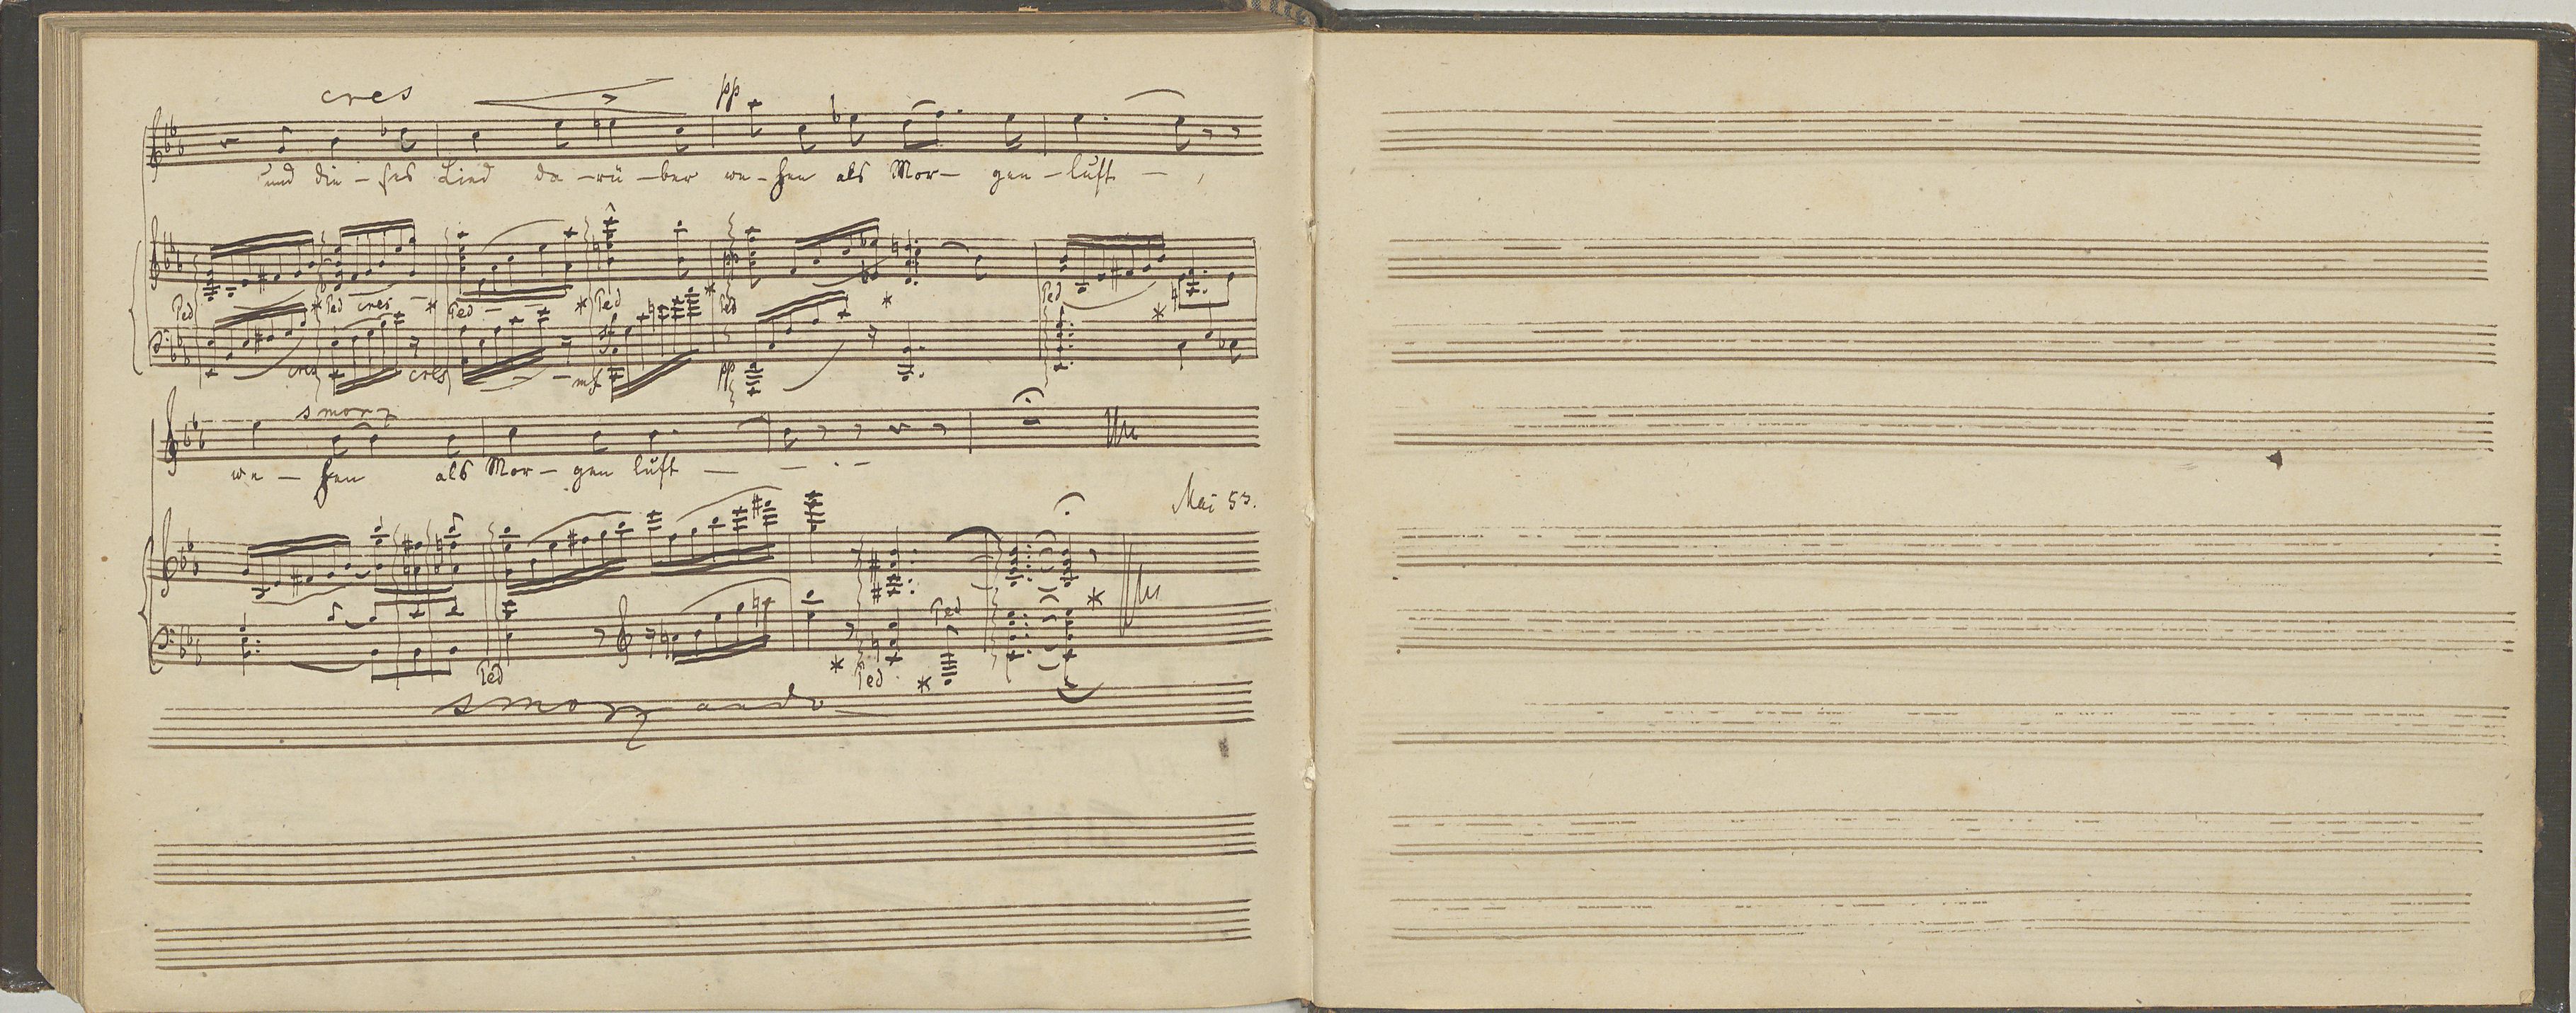 cres
pp
und die – ses Lied da – rü – ber we – hen als Mor – gen – luft – ,
Ped * Ped cres – * Ped – * Ped * Ped * Ped *
cres cres – mf pp
smorz
we – hen als Mor – gen luft – – . –
Mai 53.
Ped *
Ped * Ped *
smorz ando –